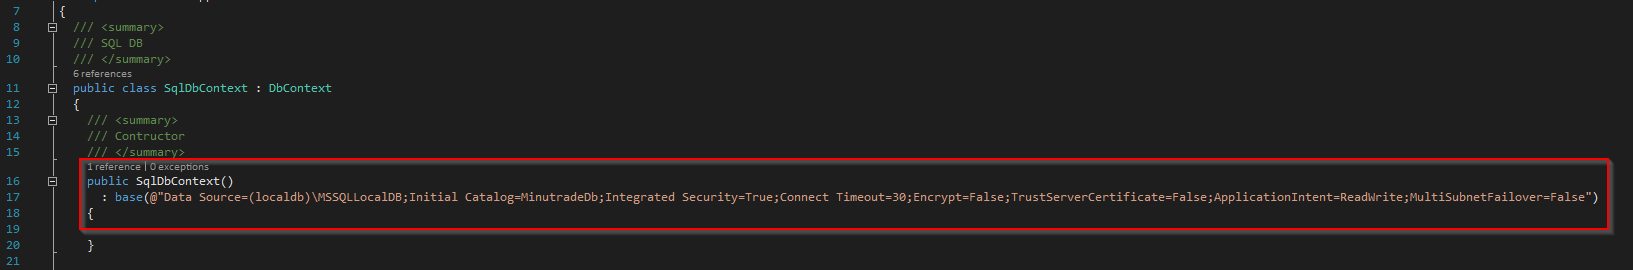 7 {
8 /// <summary>
9 /// SQL DB
10 /// </summary>
6 references
11 public class SqlDbContext : DbContext
12 {
13 /// <summary>
14 /// Contructor
15 /// </summary>
1 reference | 0 exceptions
16 public SqlDbContext()
17 : base(@"Data Source=(localdb)\MSSQLLocalDB;Initial Catalog=MinutradeDb;Integrated Security=True;Connect Timeout=30;Encrypt=False;TrustServerCertificate=False;ApplicationIntent=ReadWrite;MultiSubnetFailover=False")
18 {
19
20 }
21